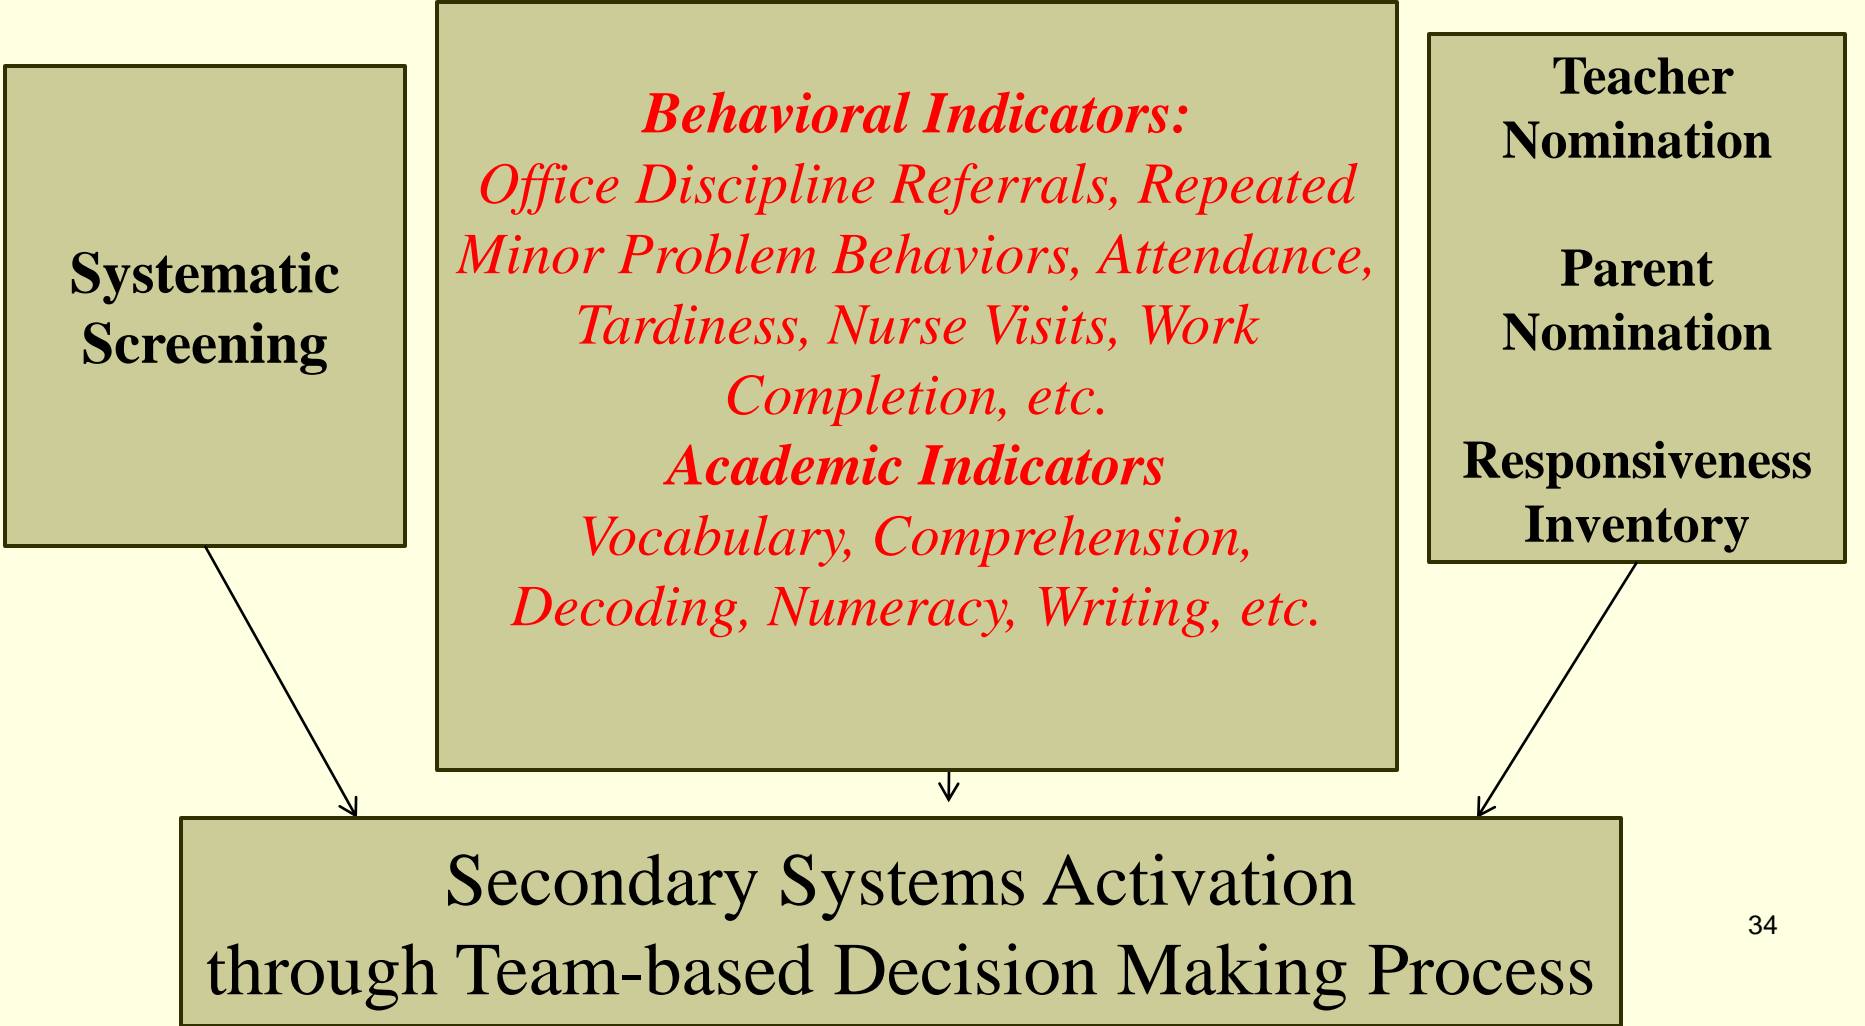 Systematic
Screening
Behavioral Indicators:
Office Discipline Referrals, Repeated
Minor Problem Behaviors, Attendance,
Tardiness, Nurse Visits, Work
Completion, etc.
Academic Indicators
Vocabulary, Comprehension,
Decoding, Numeracy, Writing, etc.
Teacher
Nomination
Parent
Nomination
Responsiveness
Inventory
Secondary Systems Activation
through Team-based Decision Making Process
34